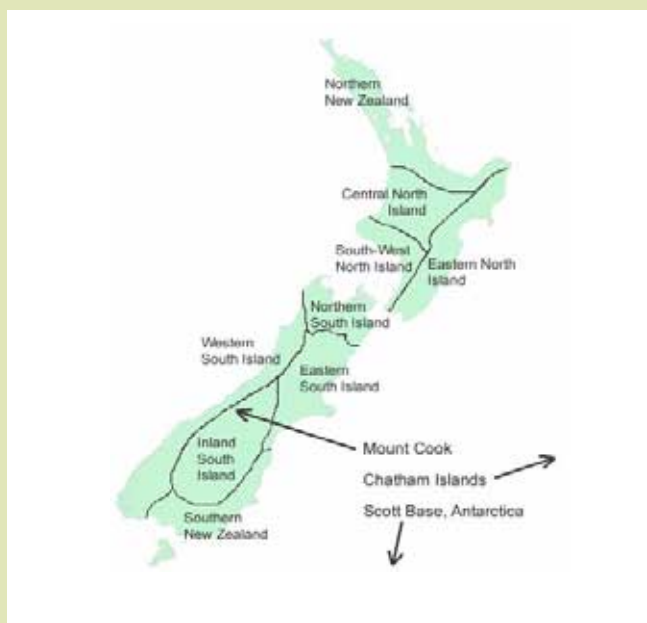 Northern
New Zealand
Central North
Island
South-West
North Island
Eastern North
Island
Northern
South Island
Western
South Island
Eastern
South Island
Inland
South
Island
Mount Cook
Chatham Islands
Scott Base, Antarctica
Southern
New Zealand